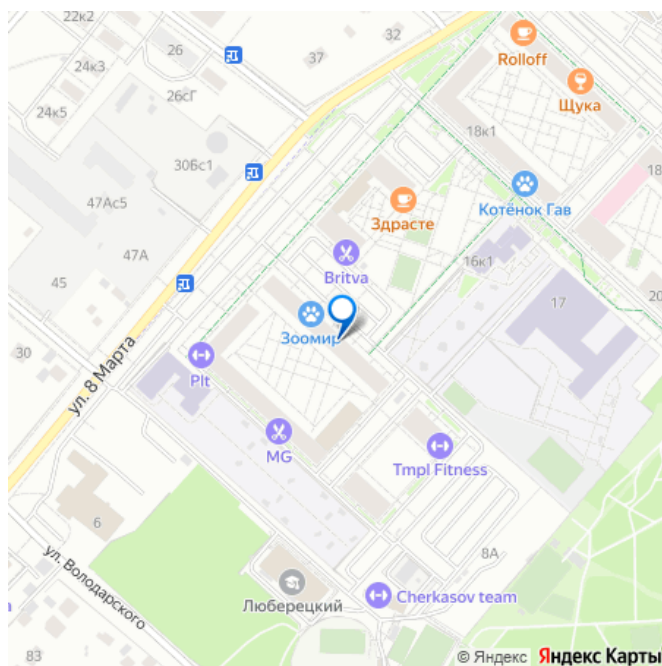 32
Rolloff
26
37
24к3
Щука
26сГ
24к5
18к1
30Бс1
18
47Ас5
Котёнок Гав
Здрасте
47А
16к1
Britva
45
20
17
Зоомир
30
ул. 8 Марта
Plt
MG
Tmpl Fitness
6
8А
ул. Володарского
Люберецкий
Cherkasov team
83
© Яндекс Яндекс Карты